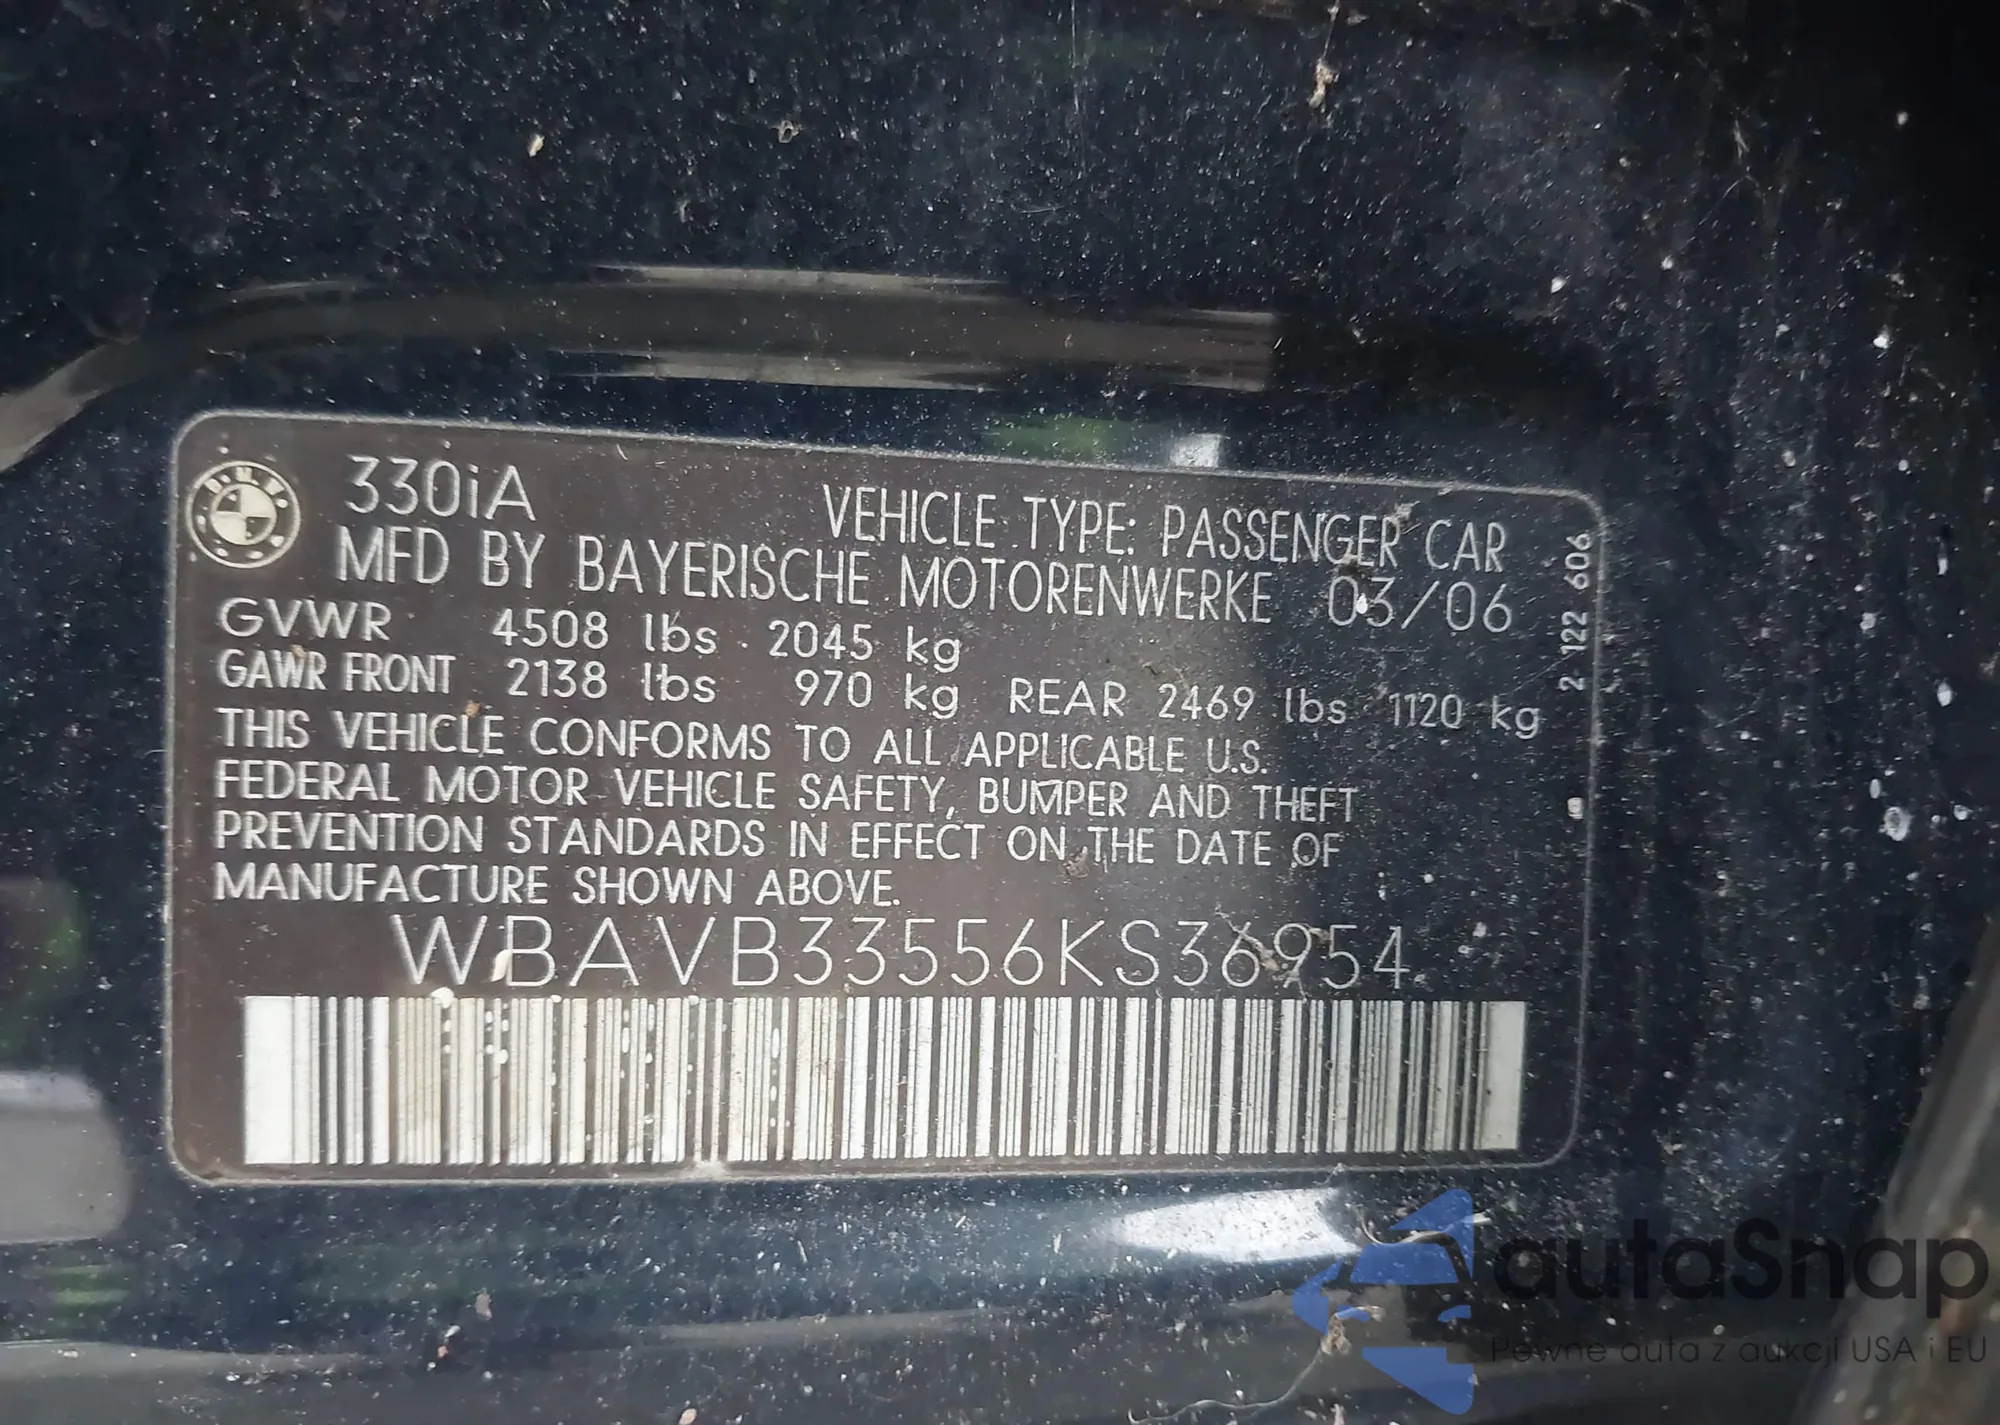 B M W
330iA
VEHICLE TYPE: PASSENGER CAR
MFD BY BAYERISCHE MOTORENWERKE 03/06
GVWR 4508 lbs 2045 kg
GAWR FRONT 2138 lbs 970 kg REAR 2469 lbs 1120 kg
THIS VEHICLE CONFORMS TO ALL APPLICABLE U.S.
FEDERAL MOTOR VEHICLE SAFETY, BUMPER AND THEFT
PREVENTION STANDARDS IN EFFECT ON THE DATE OF
MANUFACTURE SHOWN ABOVE.
WBAVB33556KS36954
2 122 606
autaSnap
Pewne auta z aukcji USA i EU